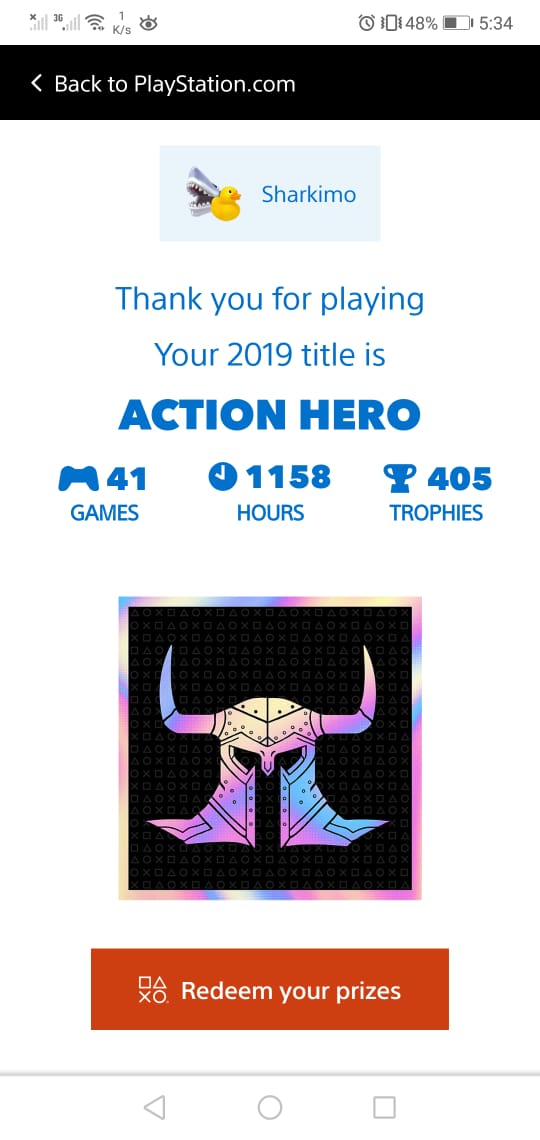 3G 1 K/s 48% 5:34
Back to PlayStation.com
Sharkimo
Thank you for playing
Your 2019 title is
ACTION HERO
41 1158 405
GAMES HOURS TROPHIES
Redeem your prizes